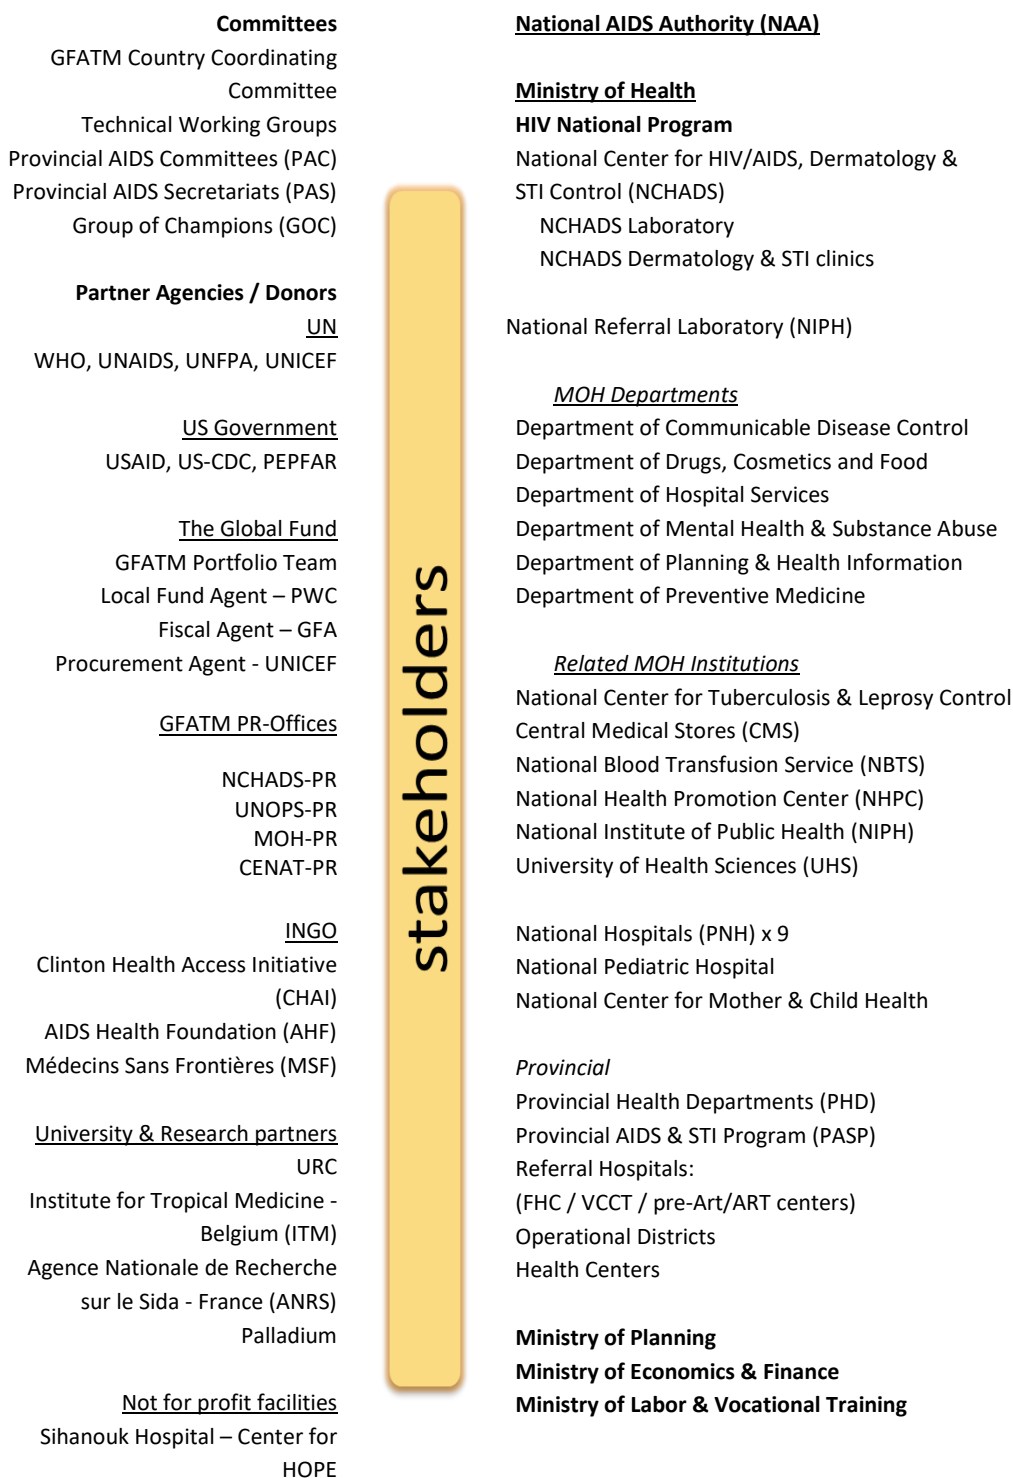 Committees
GFATM Country Coordinating
Committee
Technical Working Groups
Provincial AIDS Committees (PAC)
Provincial AIDS Secretariats (PAS)
Group of Champions (GOC)
Partner Agencies / Donors
UN
WHO, UNAIDS, UNFPA, UNICEF
US Government
USAID, US-CDC, PEPFAR
The Global Fund
GFATM Portfolio Team
Local Fund Agent – PWC
Fiscal Agent – GFA
Procurement Agent - UNICEF
GFATM PR-Offices
NCHADS-PR
UNOPS-PR
MOH-PR
CENAT-PR
INGO
Clinton Health Access Initiative
(CHAI)
AIDS Health Foundation (AHF)
Médecins Sans Frontières (MSF)
University & Research partners
URC
Institute for Tropical Medicine -
Belgium (ITM)
Agence Nationale de Recherche
sur le Sida - France (ANRS)
Palladium
Not for profit facilities
Sihanouk Hospital – Center for
HOPE
stakeholders
National AIDS Authority (NAA)
Ministry of Health
HIV National Program
National Center for HIV/AIDS, Dermatology &
STI Control (NCHADS)
NCHADS Laboratory
NCHADS Dermatology & STI clinics
National Referral Laboratory (NIPH)
MOH Departments
Department of Communicable Disease Control
Department of Drugs, Cosmetics and Food
Department of Hospital Services
Department of Mental Health & Substance Abuse
Department of Planning & Health Information
Department of Preventive Medicine
Related MOH Institutions
National Center for Tuberculosis & Leprosy Control
Central Medical Stores (CMS)
National Blood Transfusion Service (NBTS)
National Health Promotion Center (NHPC)
National Institute of Public Health (NIPH)
University of Health Sciences (UHS)
National Hospitals (PNH) x 9
National Pediatric Hospital
National Center for Mother & Child Health
Provincial
Provincial Health Departments (PHD)
Provincial AIDS & STI Program (PASP)
Referral Hospitals:
(FHC / VCCT / pre-Art/ART centers)
Operational Districts
Health Centers
Ministry of Planning
Ministry of Economics & Finance
Ministry of Labor & Vocational Training